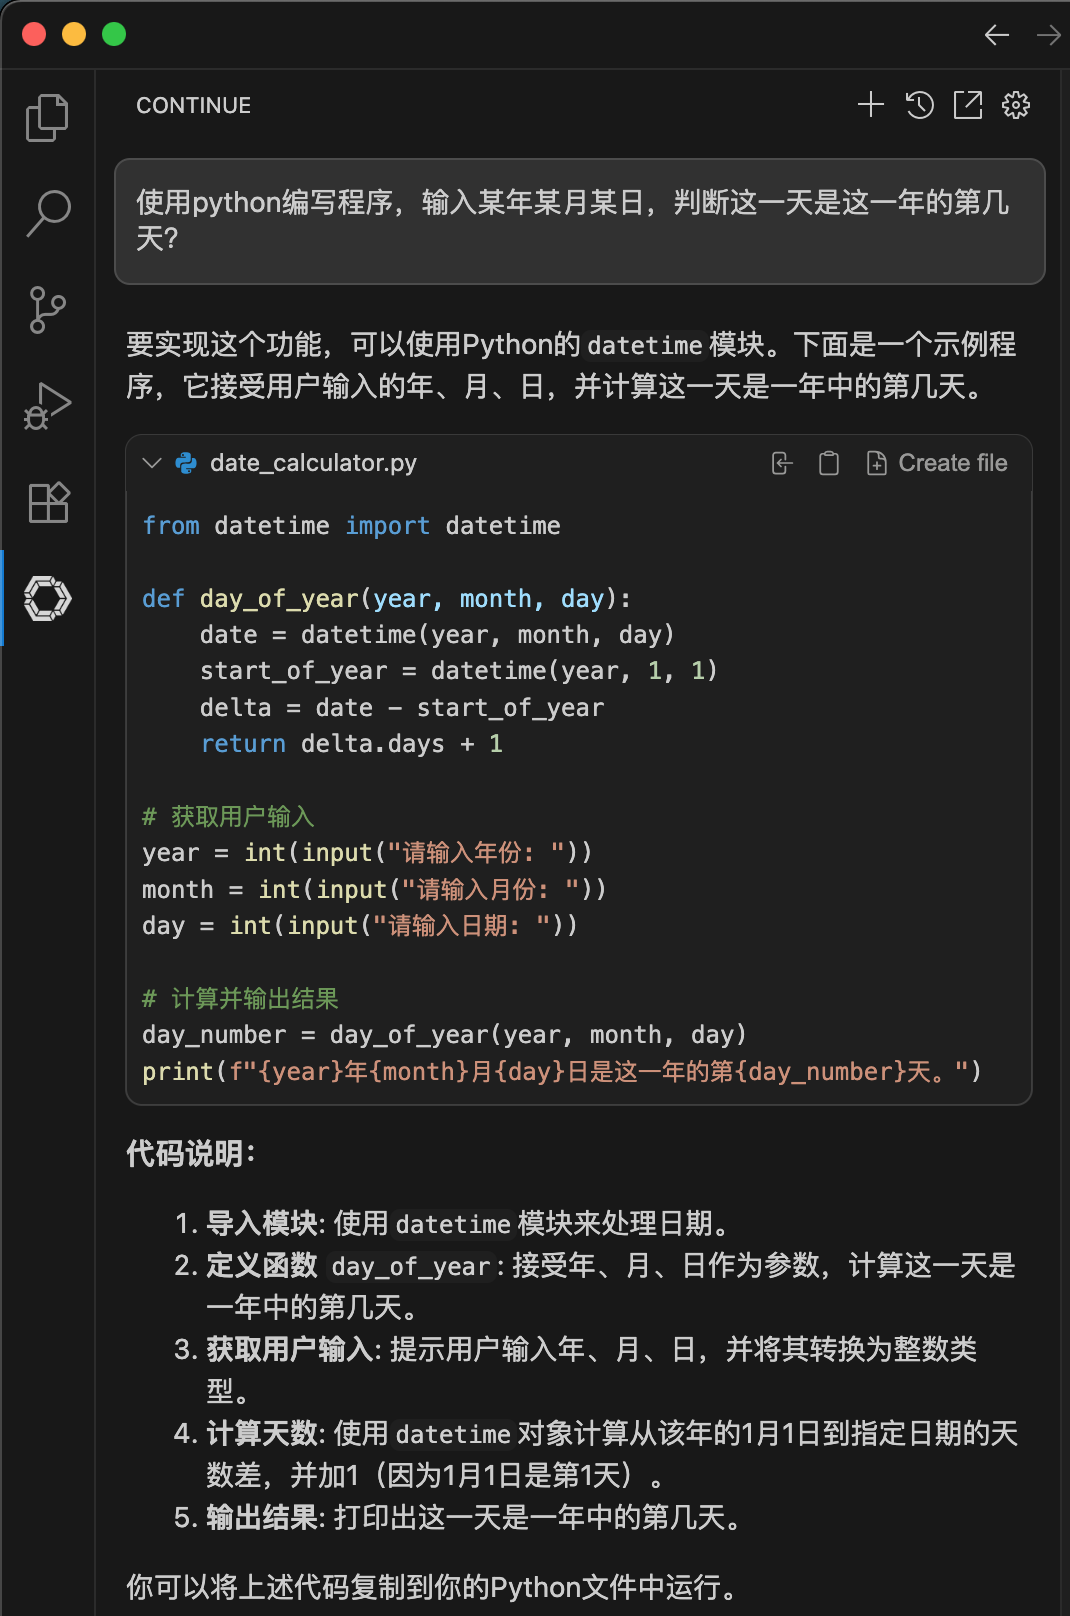 CONTINUE
使用python编写程序，输入某年某月某日，判断这一天是这一年的第几
天?
要实现这个功能，可以使用Python的 datetime 模块。下面是一个示例程
序，它接受用户输入的年、月、日，并计算这一天是一年中的第几天。
date_calculator.py
Create file
from datetime import datetime
def day_of_year(year, month, day):
    date = datetime(year, month, day)
    start_of_year = datetime(year, 1, 1)
    delta = date - start_of_year
    return delta.days + 1
# 获取用户输入
year = int(input("请输入年份: "))
month = int(input("请输入月份: "))
day = int(input("请输入日期: "))
# 计算并输出结果
day_number = day_of_year(year, month, day)
print(f"{year}年{month}月{day}日是这一年的第{day_number}天。")
代码说明：
1. 导入模块: 使用 datetime 模块来处理日期。
2. 定义函数 day_of_year : 接受年、月、日作为参数，计算这一天是
一年中的第几天。
3. 获取用户输入: 提示用户输入年、月、日，并将其转换为整数类
型。
4. 计算天数: 使用 datetime 对象计算从该年的1月1日到指定日期的天
数差，并加1（因为1月1日是第1天）。
5. 输出结果: 打印出这一天是一年中的第几天。
你可以将上述代码复制到你的Python文件中运行。